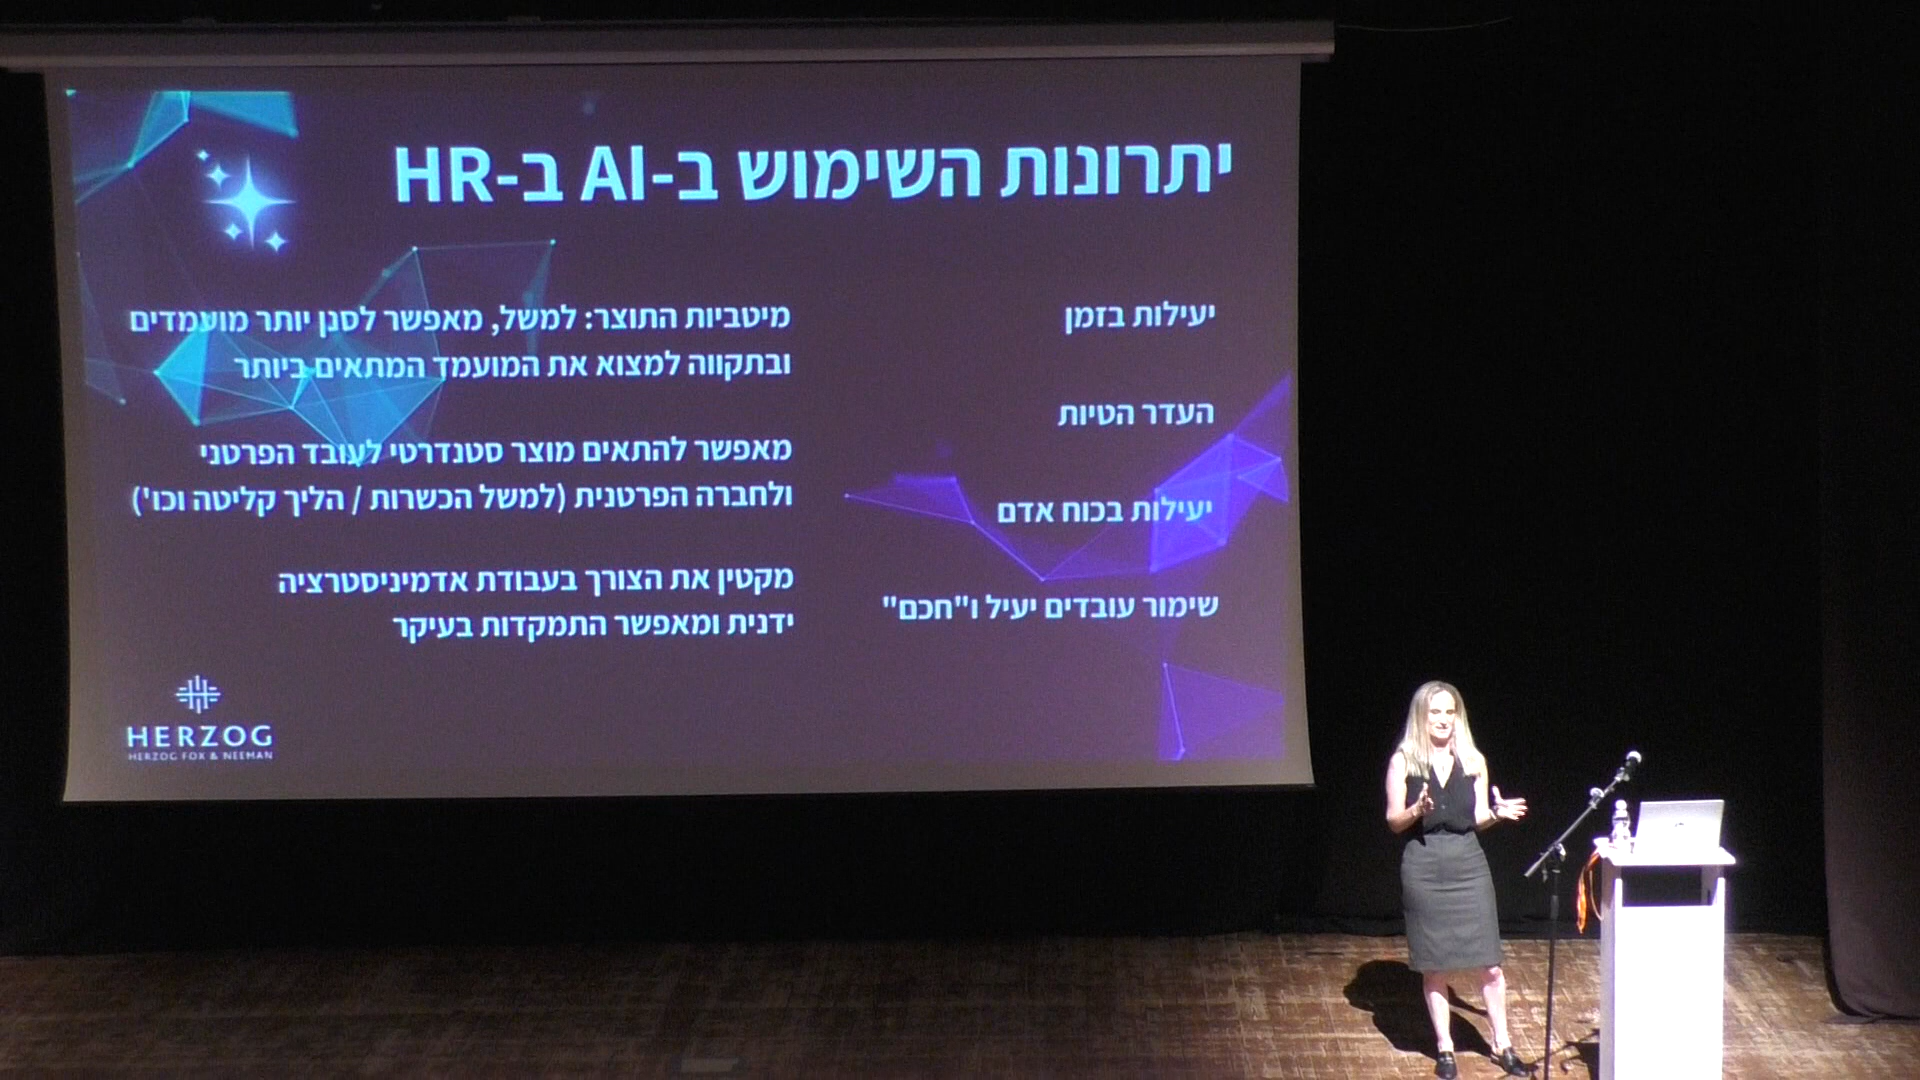 יתרונות השימוש ב-AI ב-HR
יעילות בזמן
העדר הטיות
יעילות בכוח אדם
שימור עובדים יעיל ו"חכם"
מיטביות התוצר: למשל, מאפשר לסנן יותר מועמדים
ובתקווה למצוא את המועמד המתאים ביותר
מאפשר להתאים מוצר סטנדרטי לעובד הפרטני
ולחברה הפרטנית (למשל הכשרות / הליך קליטה וכו')
מקטין את הצורך בעבודת אדמיניסטרציה
ידנית ומאפשר התמקדות בעיקר
HERZOG
HERZOG FOX & NEEMAN